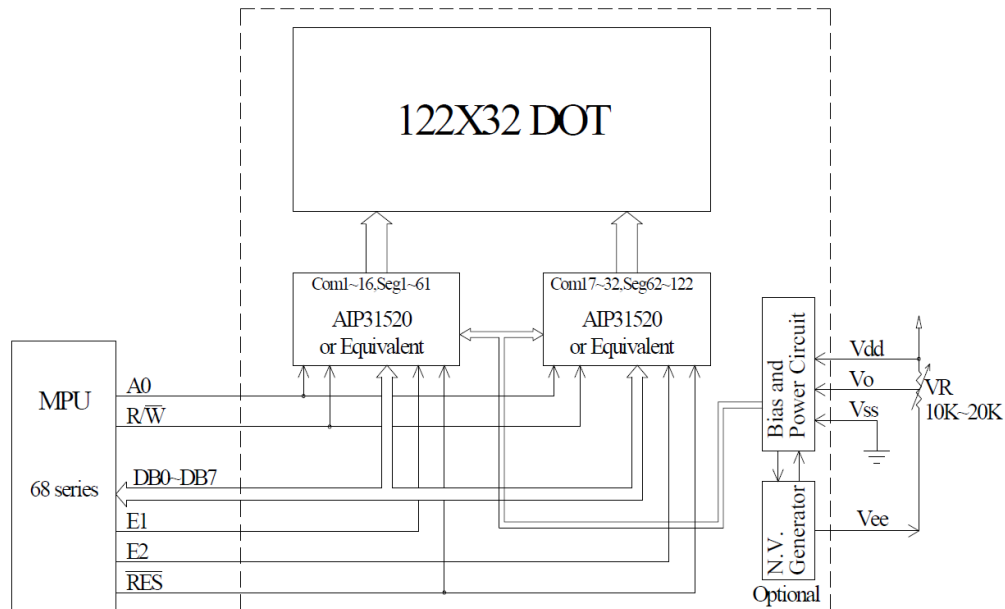 122X32 DOT
Com1~16,Seg1~61
AIP31520
or Equivalent
Com17~32,Seg62~122
AIP31520
or Equivalent
MPU
68 series
A0
R/W̅
DB0~DB7
E1
E2
R̅E̅S̅
Bias and
Power Circuit
Vdd
Vo
Vss
VR
10K~20K
N.V.
Generator
Vee
Optional